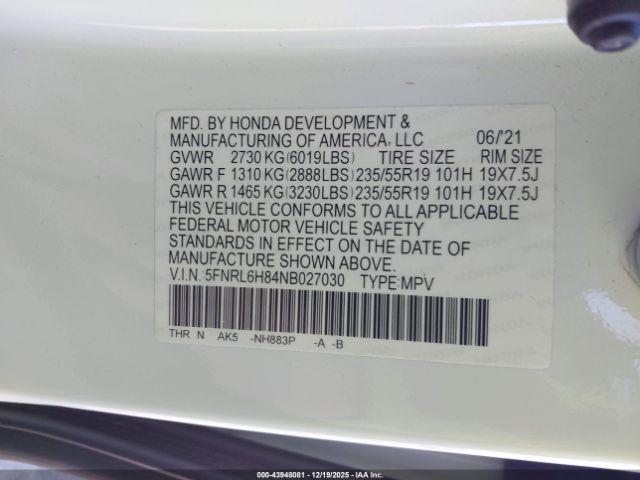 MFD. BY HONDA DEVELOPMENT &
MANUFACTURING OF AMERICA, LLC 06/'21
GVWR 2730 KG(6019LBS) TIRE SIZE RIM SIZE
GAWR F 1310 KG(2888LBS)235/55R19 101H 19X7.5J
GAWR R 1465 KG(3230LBS)235/55R19 101H 19X7.5J
THIS VEHICLE CONFORMS TO ALL APPLICABLE
FEDERAL MOTOR VEHICLE SAFETY
STANDARDS IN EFFECT ON THE DATE OF
MANUFACTURE SHOWN ABOVE.
V.I.N.:5FNRL6H84NB027030 TYPE:MPV
THR N AK5 -NH883P -A -B
000-43948081 - 12/19/2025 - IAA Inc.